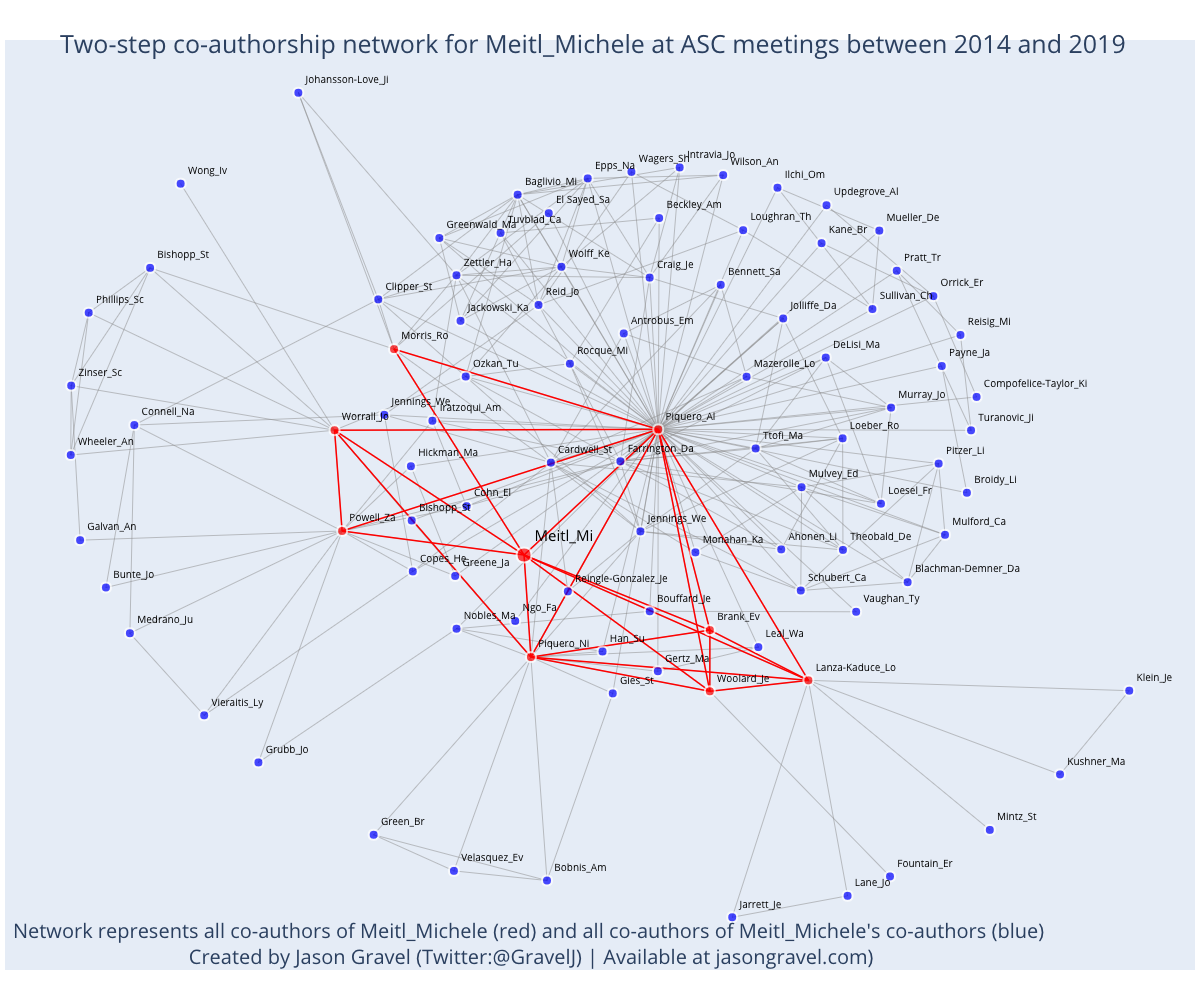 Two-step co-authorship network for Meitl_Michele at ASC meetings between 2014 and 2019
Johansson-Love_Ji
Wong_Iv
Epps_Na
Wagers_Sh
Intravia_Jo
Wilson_An
Ilchi_Om
Baglivio_Mi
El Sayed_Sa
Updegrove_Al
Beckley_Am
Tuvblad_Ca
Greenwald_Ma
Loughran_Th
Mueller_De
Kane_Br
Bishopp_St
Wolff_Ke
Zettler_Ha
Craig_Je
Bennett_Sa
Pratt_Tr
Orrick_Er
Clipper_St
Reid_Jo
Sullivan_Ch
Phillips_Sc
Jackowski_Ka
Jolliffe_Da
Antrobus_Em
Reisig_Mi
Morris_Ro
DeLisi_Ma
Rocque_Mi
Ozkan_Tu
Mazerolle_Lo
Payne_Ja
Zinser_Sc
Compofelice-Taylor_Ki
Murray_Jo
Jennings_We
Iratzoqui_Am
Connell_Na
Worrall_Jo
Piquero_Al
Turanovic_Ji
Loeber_Ro
Wheeler_An
Ttofi_Ma
Farrington_Da
Cardwell_St
Hickman_Ma
Pitzer_Li
Mulvey_Ed
Broidy_Li
Cohn_El
Loesel_Fr
Bishopp_St
Powell_Za
Jennings_We
Mulford_Ca
Galvan_An
Meitl_Mi
Monahan_Ka
Ahonen_Li
Theobald_De
Copes_He
Greene_Ja
Blachman-Demner_Da
Bunte_Jo
Reingle-Gonzalez_Je
Schubert_Ca
Bouffard_Je
Vaughan_Ty
Medrano_Ju
Nobles_Ma
Ngo_Fa
Brank_Ev
Leal_Wa
Piquero_Ni
Han_Su
Gertz_Ma
Gies_St
Woolard_Je
Lanza-Kaduce_Lo
Klein_Je
Vieraitis_Ly
Grubb_Jo
Kushner_Ma
Mintz_St
Green_Br
Velasquez_Ev
Bobnis_Am
Fountain_Er
Lane_Jo
Jarrett_Je
Network represents all co-authors of Meitl_Michele (red) and all co-authors of Meitl_Michele's co-authors (blue)
Created by Jason Gravel (Twitter:@GravelJ) | Available at jasongravel.com)